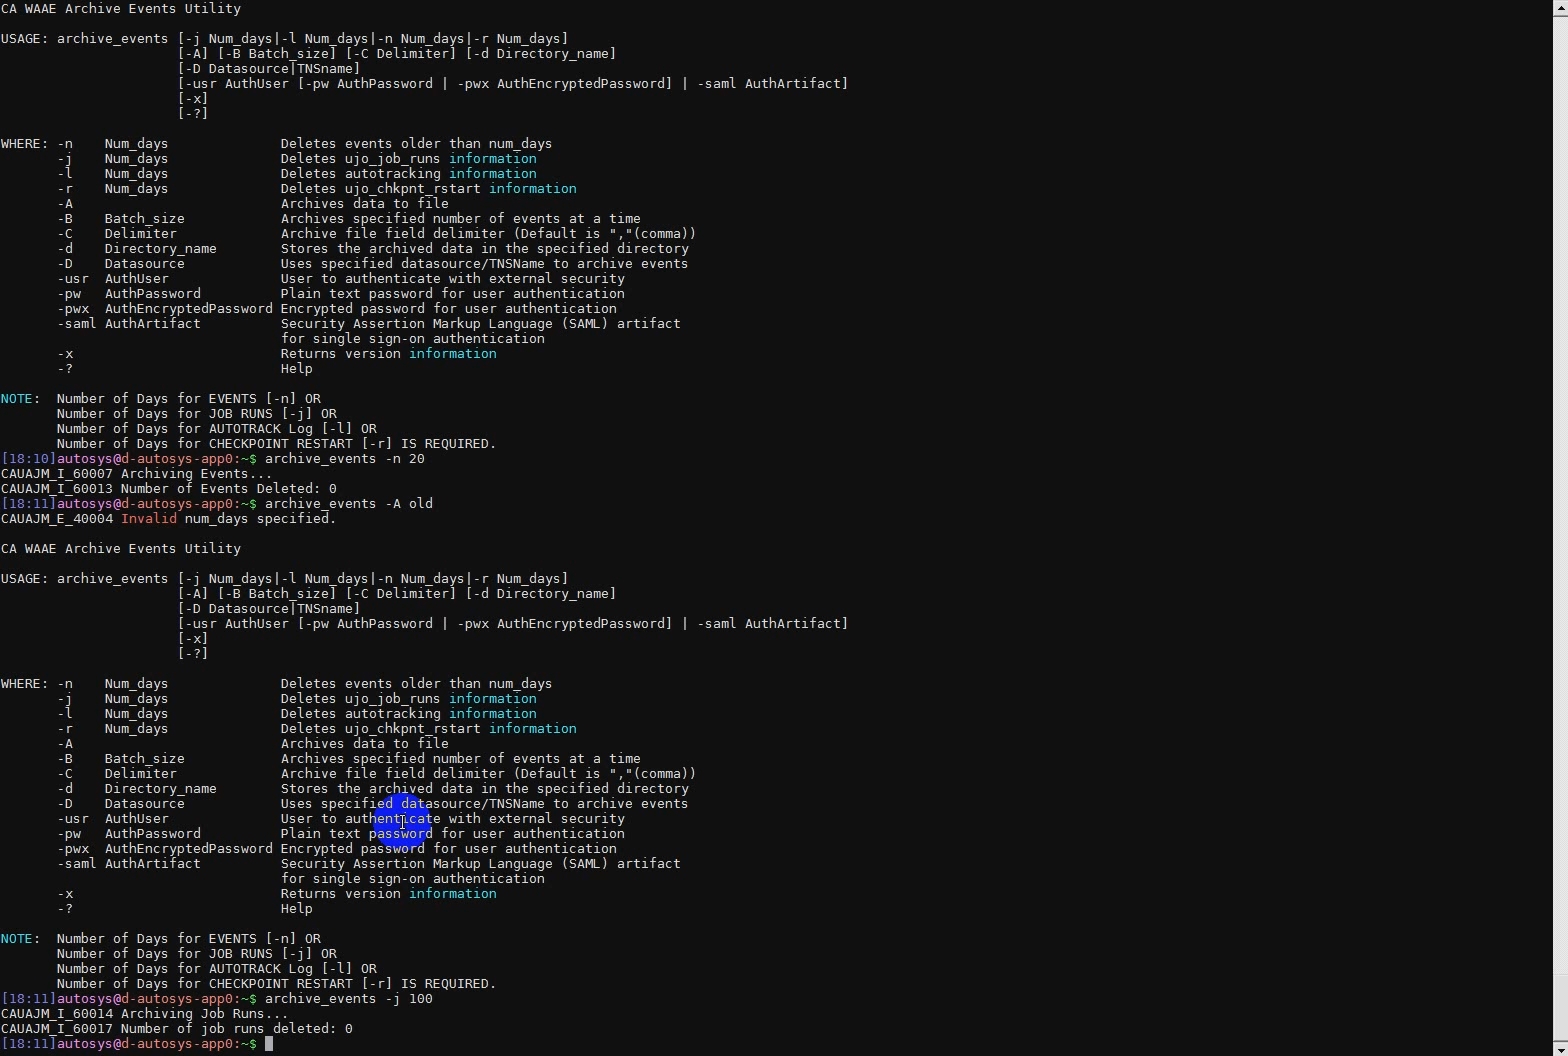 CA WAAE Archive Events Utility
USAGE: archive_events [-j Num_days|-l Num_days|-n Num_days|-r Num_days]
[-A] [-B Batch_size] [-C Delimiter] [-d Directory_name]
[-D Datasource|TNSname]
[-usr AuthUser [-pw AuthPassword | -pwx AuthEncryptedPassword] | -saml AuthArtifact]
[-x]
[-?]
WHERE: -n Num_days Deletes events older than num_days
-j Num_days Deletes ujo_job_runs information
-l Num_days Deletes autotracking information
-r Num_days Deletes ujo_chkpnt_rstart information
-A Archives data to file
-B Batch_size Archives specified number of events at a time
-C Delimiter Archive file field delimiter (Default is ","(comma))
-d Directory_name Stores the archived data in the specified directory
-D Datasource Uses specified datasource/TNSName to archive events
-usr AuthUser User to authenticate with external security
-pw AuthPassword Plain text password for user authentication
-pwx AuthEncryptedPassword Encrypted password for user authentication
-saml AuthArtifact Security Assertion Markup Language (SAML) artifact
for single sign-on authentication
-x Returns version information
-? Help
NOTE: Number of Days for EVENTS [-n] OR
Number of Days for JOB RUNS [-j] OR
Number of Days for AUTOTRACK Log [-l] OR
Number of Days for CHECKPOINT RESTART [-r] IS REQUIRED.
[18:10]autosys@d-autosys-app0:~$ archive_events -n 20
CAUAJM_I_60007 Archiving Events...
CAUAJM_I_60013 Number of Events Deleted: 0
[18:11]autosys@d-autosys-app0:~$ archive_events -A old
CAUAJM_E_40004 Invalid num_days specified.
CA WAAE Archive Events Utility
USAGE: archive_events [-j Num_days|-l Num_days|-n Num_days|-r Num_days]
[-A] [-B Batch_size] [-C Delimiter] [-d Directory_name]
[-D Datasource|TNSname]
[-usr AuthUser [-pw AuthPassword | -pwx AuthEncryptedPassword] | -saml AuthArtifact]
[-x]
[-?]
WHERE: -n Num_days Deletes events older than num_days
-j Num_days Deletes ujo_job_runs information
-l Num_days Deletes autotracking information
-r Num_days Deletes ujo_chkpnt_rstart information
-A Archives data to file
-B Batch_size Archives specified number of events at a time
-C Delimiter Archive file field delimiter (Default is ","(comma))
-d Directory_name Stores the archived data in the specified directory
-D Datasource Uses specified datasource/TNSName to archive events
-usr AuthUser User to authenticate with external security
-pw AuthPassword Plain text password for user authentication
-pwx AuthEncryptedPassword Encrypted password for user authentication
-saml AuthArtifact Security Assertion Markup Language (SAML) artifact
for single sign-on authentication
-x Returns version information
-? Help
NOTE: Number of Days for EVENTS [-n] OR
Number of Days for JOB RUNS [-j] OR
Number of Days for AUTOTRACK Log [-l] OR
Number of Days for CHECKPOINT RESTART [-r] IS REQUIRED.
[18:11]autosys@d-autosys-app0:~$ archive_events -j 100
CAUAJM_I_60014 Archiving Job Runs...
CAUAJM_I_60017 Number of job runs deleted: 0
[18:11]autosys@d-autosys-app0:~$